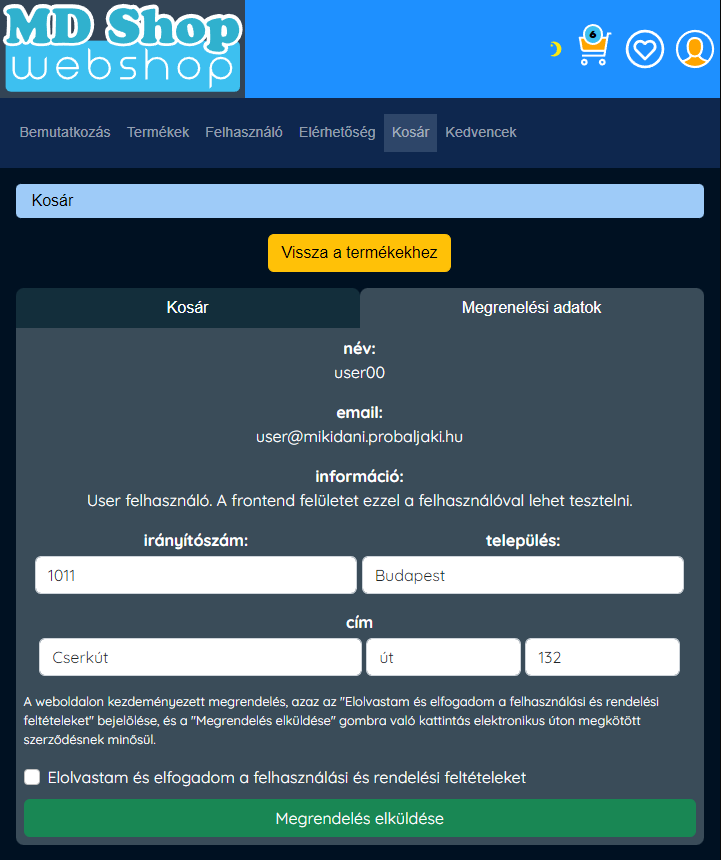 MD Shop
webshop
6
Bemutatkozás Termékek Felhasználó Elérhetőség Kosár Kedvencek
Kosár
Vissza a termékekhez
Kosár Megrenelési adatok
név:
user00
email:
user@mikidani.probaljaki.hu
információ:
User felhasználó. A frontend felületet ezzel a felhasználóval lehet tesztelni.
irányítószám: település:
1011 Budapest
cím
Cserkút út 132
A weboldalon kezdeményezett megrendelés, azaz az "Elolvastam és elfogadom a felhasználási és rendelési
feltételeket" bejelölése, és a "Megrendelés elküldése" gombra való kattintás elektronikus úton megkötött
szerződésnek minősül.
Elolvastam és elfogadom a felhasználási és rendelési feltételeket
Megrendelés elküldése